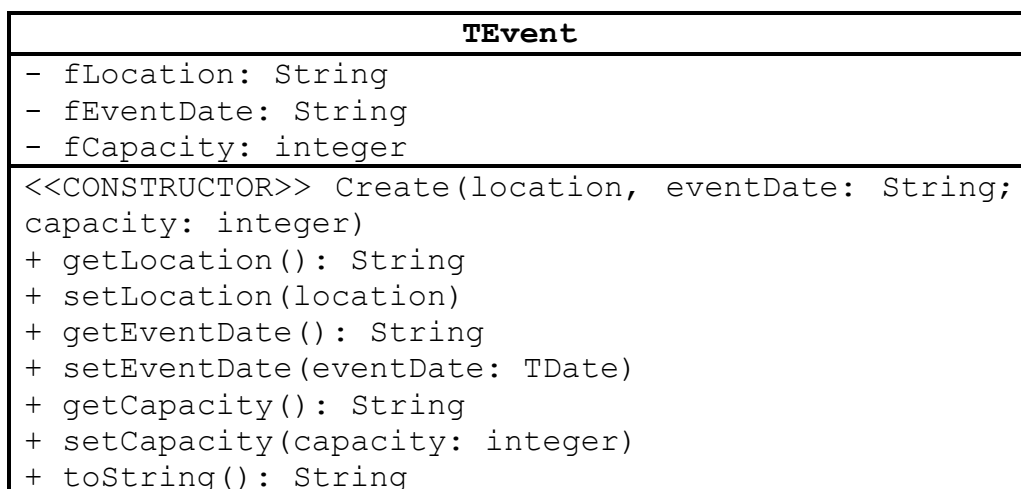 TEvent
- fLocation: String
- fEventDate: String
- fCapacity: integer
<<CONSTRUCTOR>> Create(location, eventDate: String;
capacity: integer)
+ getLocation(): String
+ setLocation(location)
+ getEventDate(): String
+ setEventDate(eventDate: TDate)
+ getCapacity(): String
+ setCapacity(capacity: integer)
+ toString(): String